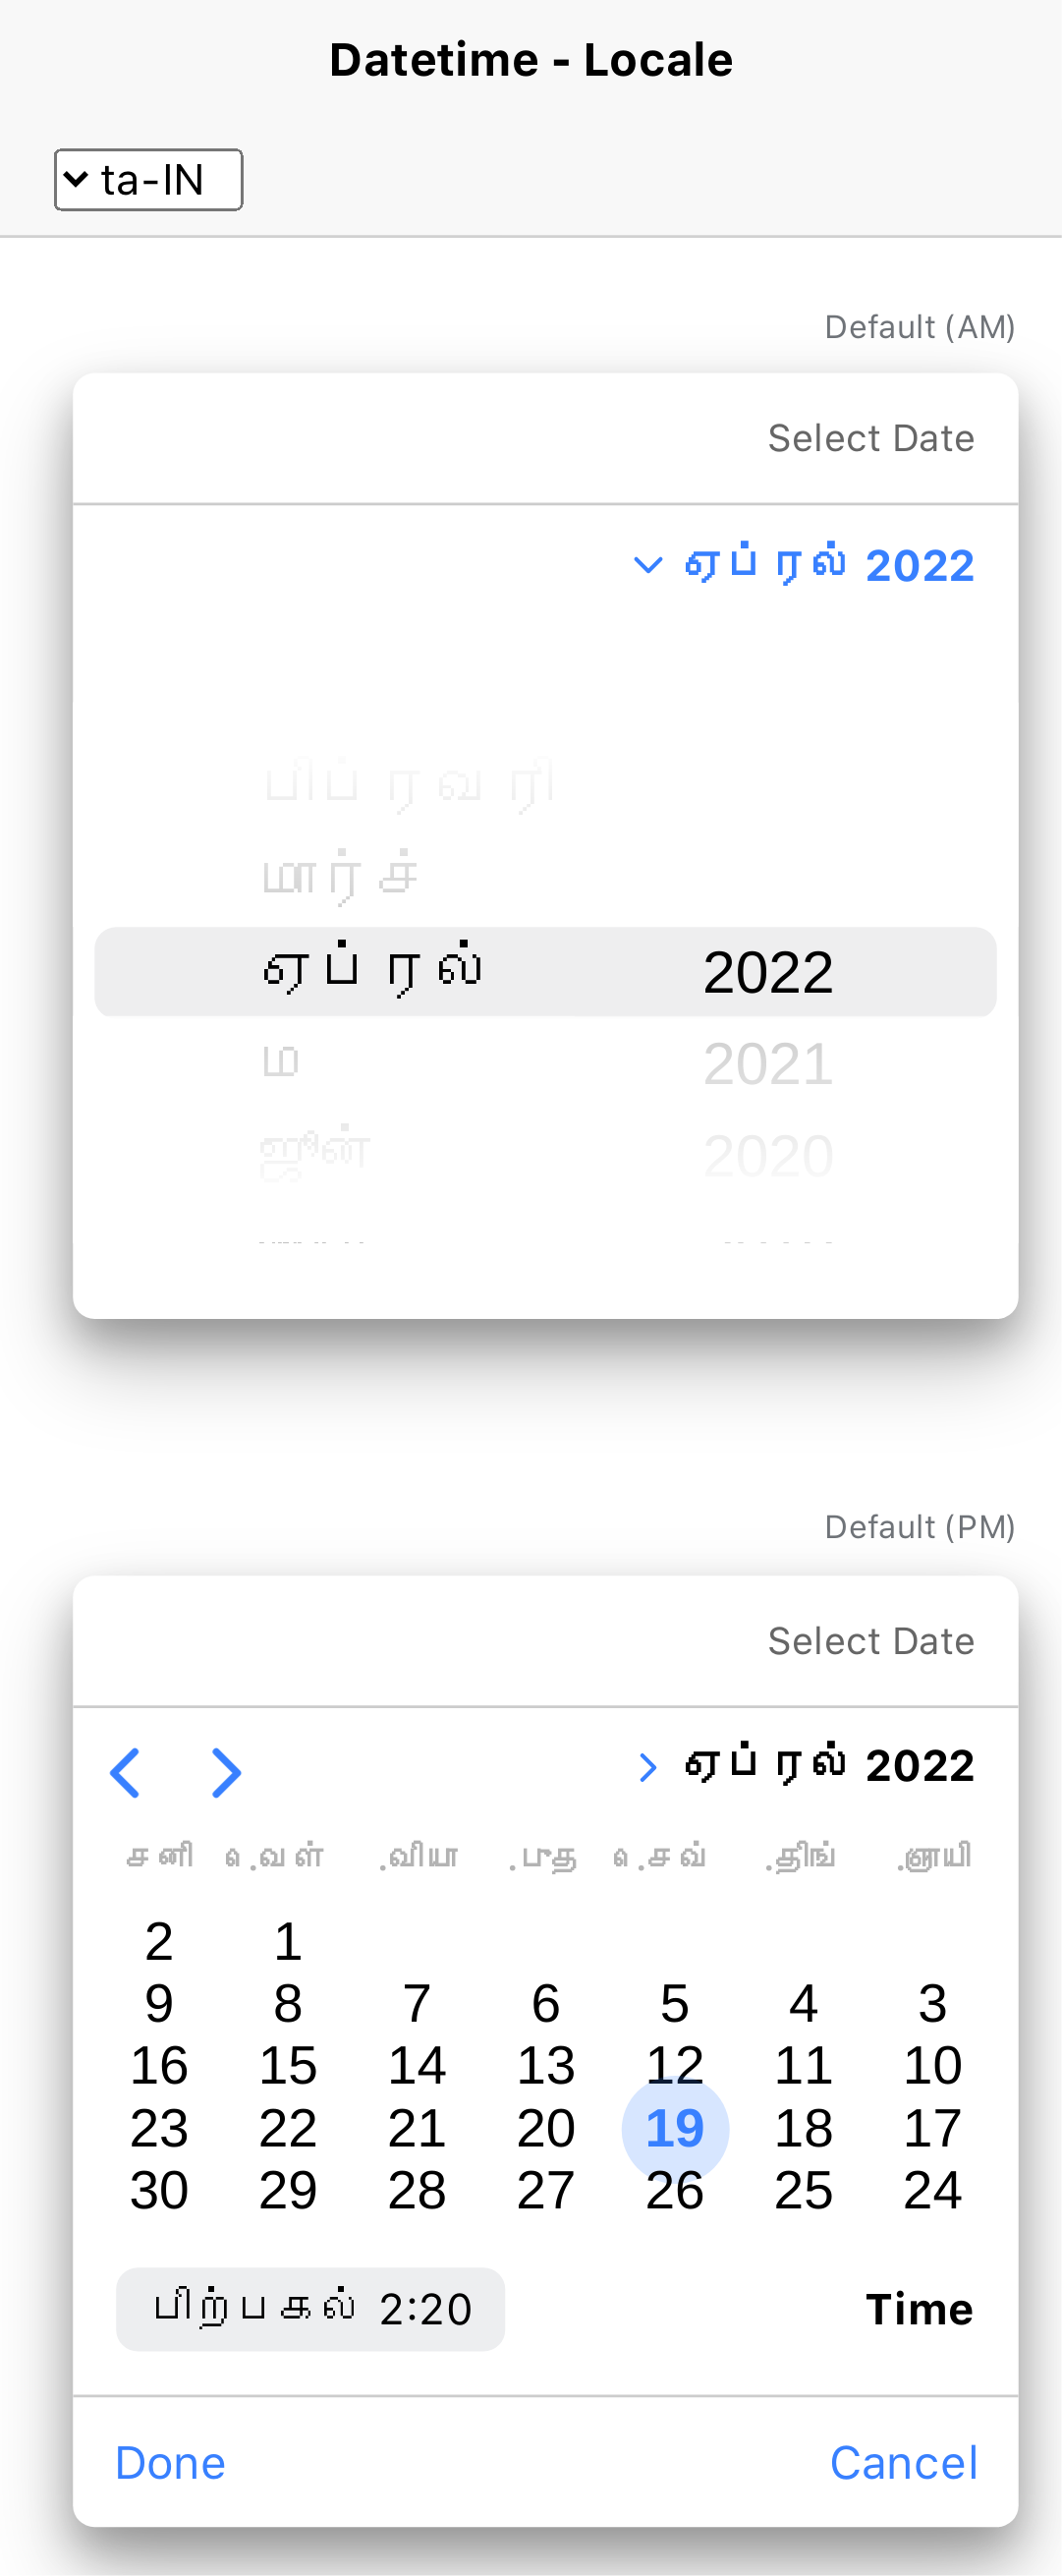 Datetime - Locale
ta-IN
Default (AM)
Select Date
ஏப்ரல் 2022
பிப்ரவரி
மார்ச்
ஏப்ரல் 2022
ம 2021
ஜூன் 2020
Default (PM)
Select Date
ஏப்ரல் 2022
சனி .வெள் .வியா .புத .செவ் .திங் .ஞாயி
2 1
9 8 7 6 5 4 3
16 15 14 13 12 11 10
23 22 21 20 19 18 17
30 29 28 27 26 25 24
பிற்பகல் 2:20 Time
Done Cancel